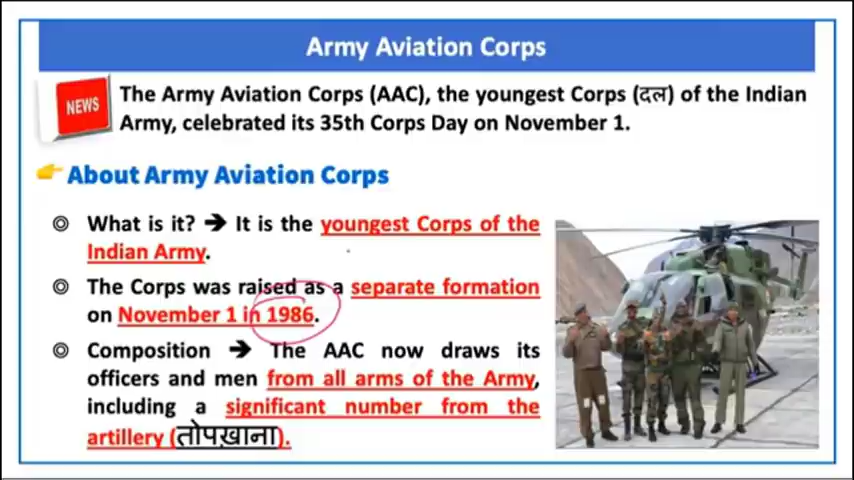 Army Aviation Corps
NEWS
The Army Aviation Corps (AAC), the youngest Corps (दल) of the Indian
Army, celebrated its 35th Corps Day on November 1.
👉 About Army Aviation Corps
◎ What is it? ➔ It is the youngest Corps of the
Indian Army.
◎ The Corps was raised as a separate formation
on November 1 in 1986.
◎ Composition ➔ The AAC now draws its
officers and men from all arms of the Army,
including a significant number from the
artillery (तोपख़ाना).